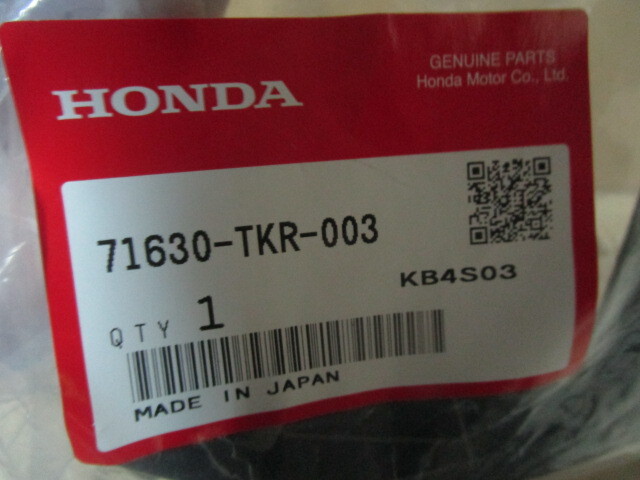 HONDA
GENUINE PARTS
Honda Motor Co., Ltd.
71630-TKR-003
KB4S03
QTY 1
MADE IN JAPAN